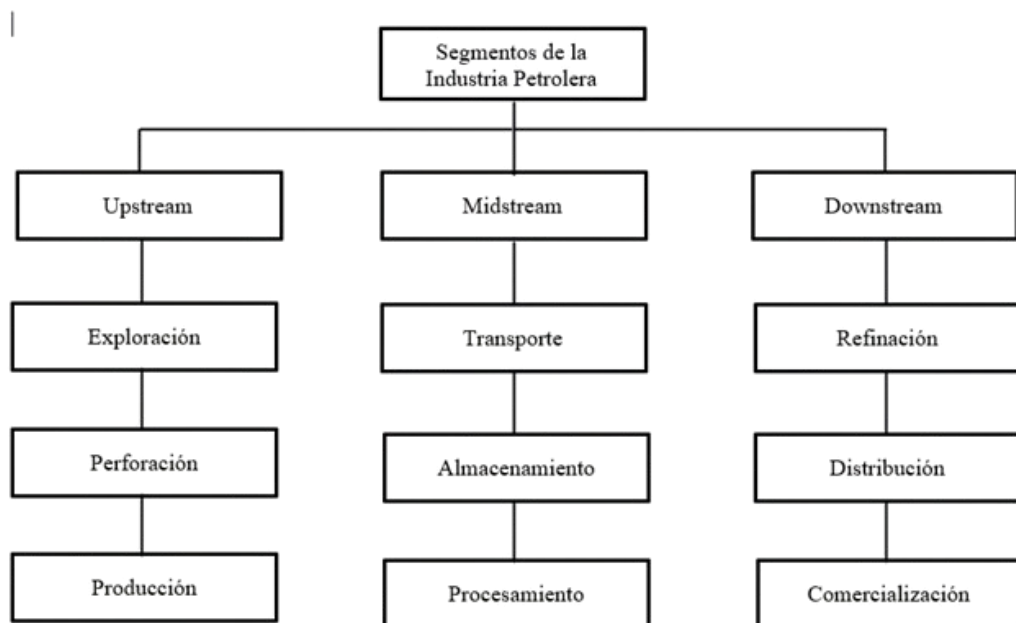 Segmentos de la
Industria Petrolera
Upstream
Midstream
Downstream
Exploración
Transporte
Refinación
Perforación
Almacenamiento
Distribución
Producción
Procesamiento
Comercialización